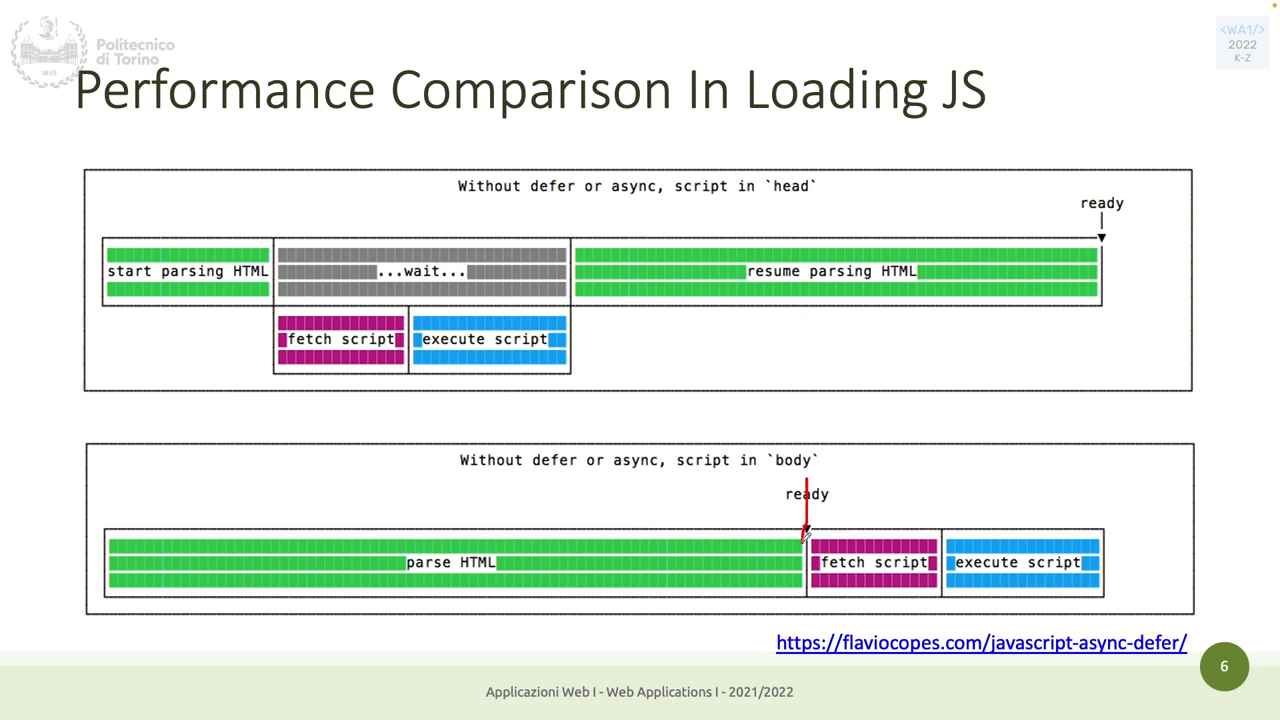 Politecnico
di Torino
1859
<WA1/>
2022
K-Z
Performance Comparison In Loading JS
Without defer or async, script in `head`
ready
start parsing HTML
...wait...
resume parsing HTML
fetch script
execute script
Without defer or async, script in `body`
ready
parse HTML
fetch script
execute script
https://flaviocopes.com/javascript-async-defer/
6
Applicazioni Web I - Web Applications I - 2021/2022